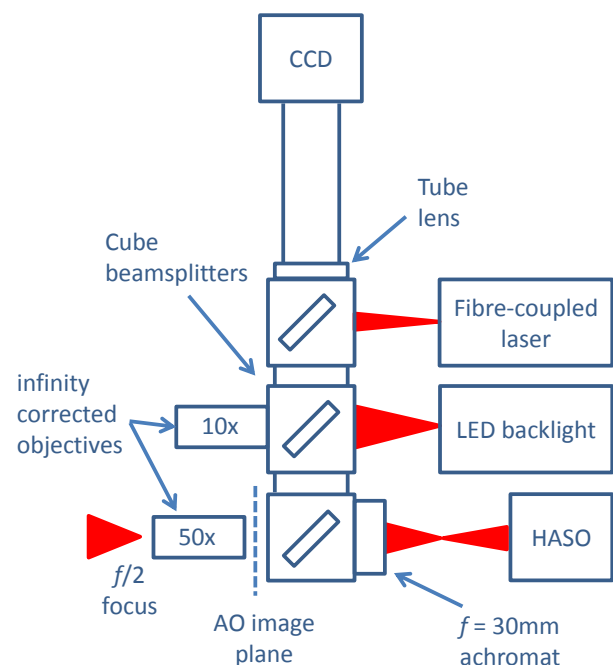 CCD
Tube
lens
Cube
beamsplitters
Fibre-coupled
laser
infinity
corrected
objectives
10x
LED backlight
50x
HASO
f/2
focus
AO image
plane
f = 30mm
achromat